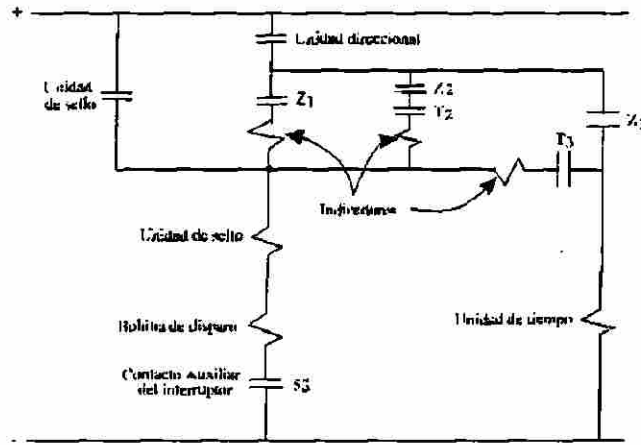 +
Unidad direccional
Unidad
de sello
Z1
Z2
T2
Z3
T3
Indicadores
Unidad de sello
Bobina de disparo
Unidad de tiempo
Contacto Auxiliar
del interruptor
52
-